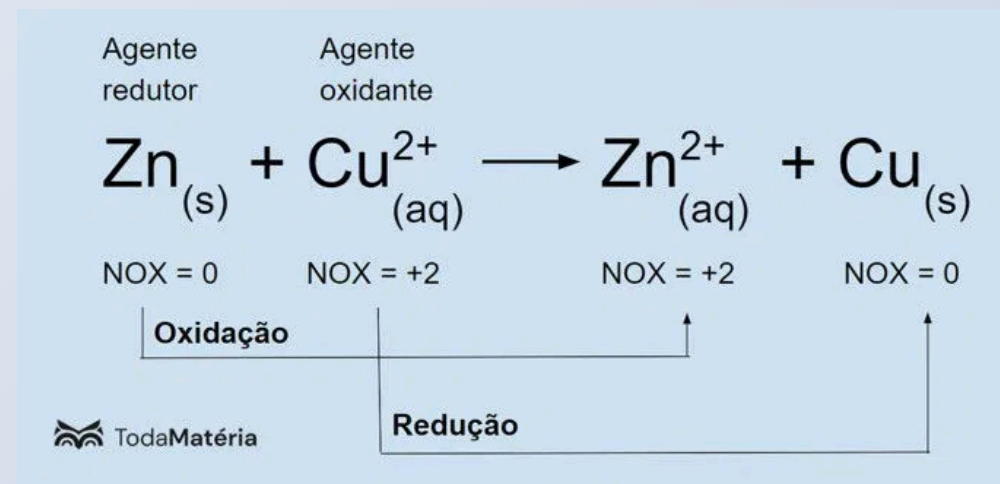 Agente redutor
Agente oxidante
Zn(s) + Cu²⁺(aq) ⟶ Zn²⁺(aq) + Cu(s)
NOX = 0 NOX = +2 NOX = +2 NOX = 0
Oxidação
Redução
TodaMatéria